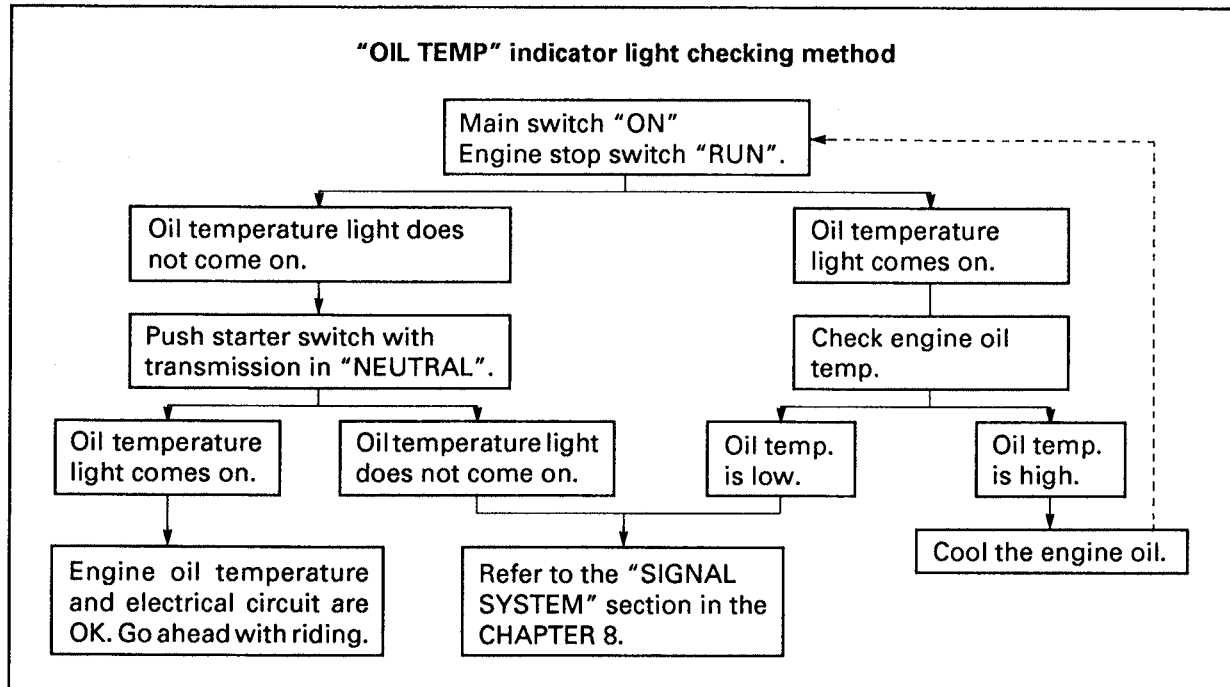 “OIL TEMP” indicator light checking method
Main switch “ON”
Engine stop switch “RUN”.
Oil temperature light does
not come on.
Oil temperature
light comes on.
Push starter switch with
transmission in “NEUTRAL”.
Check engine oil
temp.
Oil temperature
light comes on.
Oil temperature light
does not come on.
Oil temp.
is low.
Oil temp.
is high.
Engine oil temperature
and electrical circuit are
OK. Go ahead with riding.
Refer to the “SIGNAL
SYSTEM” section in the
CHAPTER 8.
Cool the engine oil.